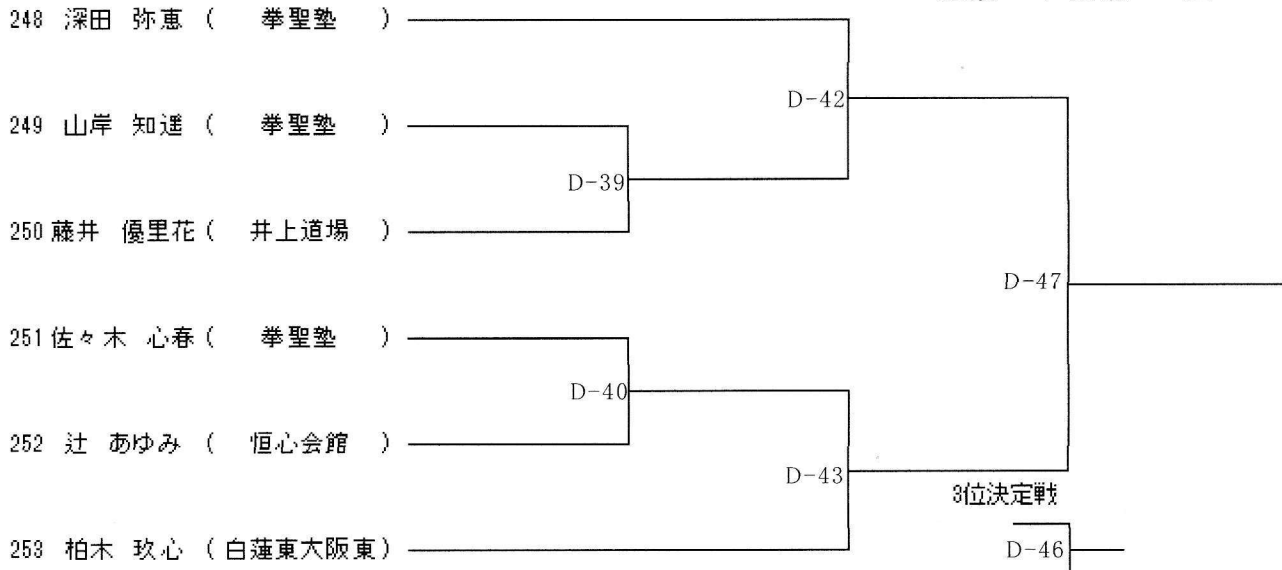 248 深田 弥恵 ( 拳聖塾 )
D-42
249 山岸 知遥 ( 拳聖塾 )
D-39
250 藤井 優里花 ( 井上道場 )
D-47
251 佐々木 心春 ( 拳聖塾 )
D-40
252 辻 あゆみ ( 恒心会館 )
D-43
3位決定戦
253 柏木 玖心 ( 白蓮東大阪東 )
D-46